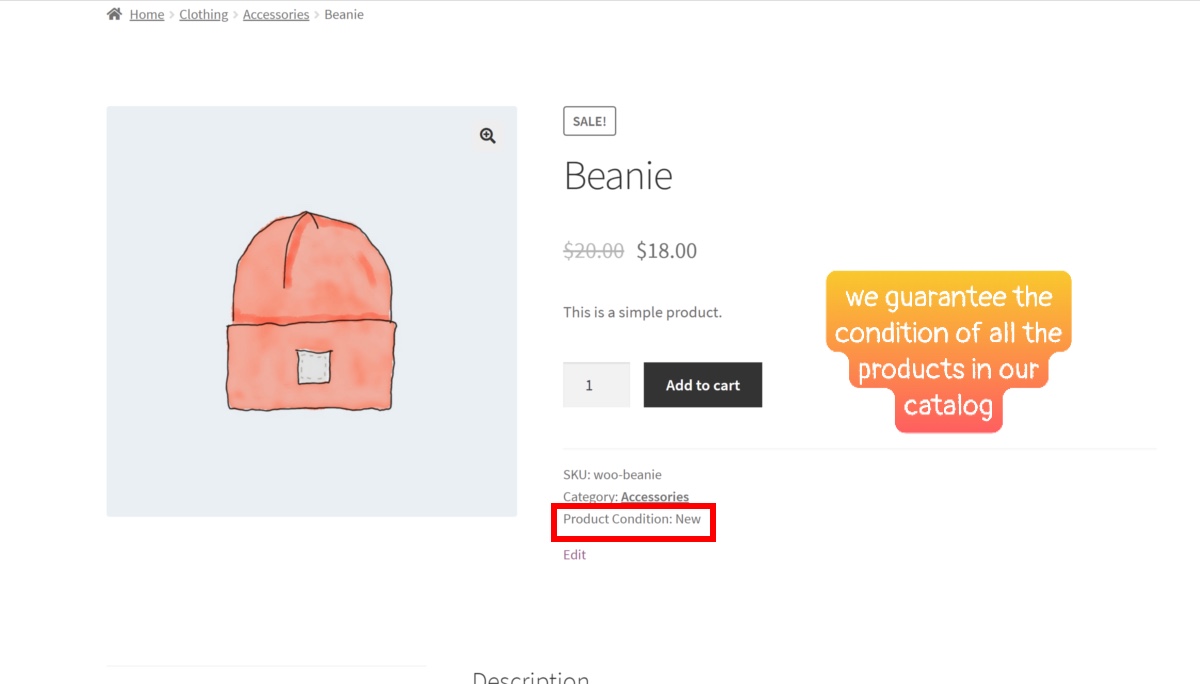 Home > Clothing > Accessories > Beanie
SALE!
Beanie
$20.00 $18.00
This is a simple product.
1 Add to cart
we guarantee the
condition of all the
products in our
catalog
SKU: woo-beanie
Category: Accessories
Product Condition: New
Edit
Description